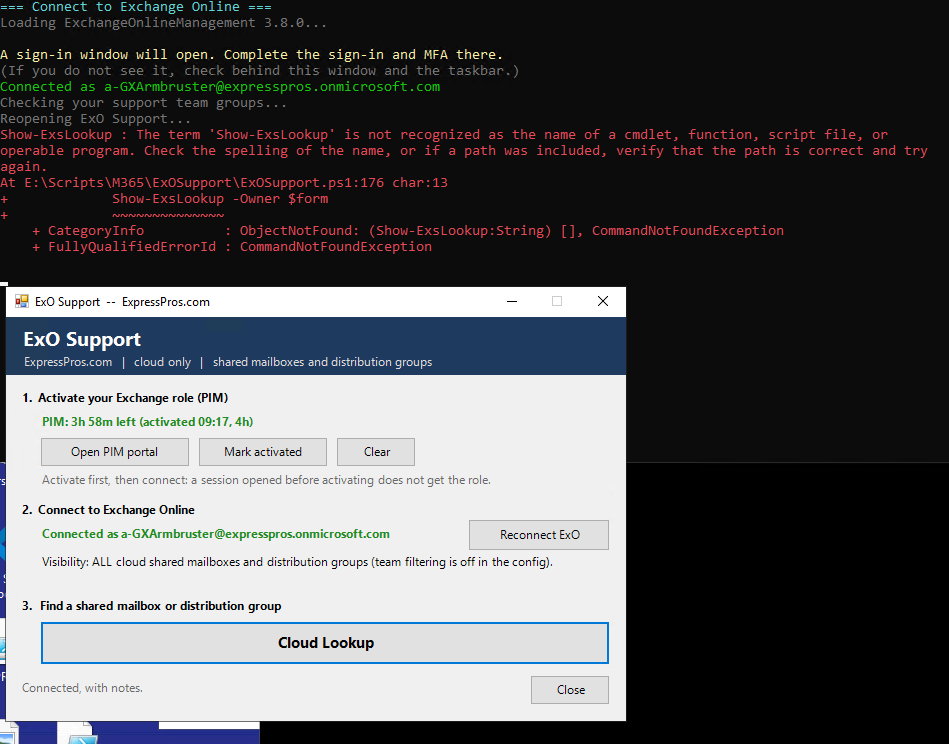 === Connect to Exchange Online ===
Loading ExchangeOnlineManagement 3.8.0...
A sign-in window will open. Complete the sign-in and MFA there.
(If you do not see it, check behind this window and the taskbar.)
Connected as a-GXArmbruster@expresspros.onmicrosoft.com
Checking your support team groups...
Reopening ExO Support...
Show-ExsLookup : The term 'Show-ExsLookup' is not recognized as the name of a cmdlet, function, script file, or
operable program. Check the spelling of the name, or if a path was included, verify that the path is correct and try
again.
At E:\Scripts\M365\ExOSupport\ExOSupport.ps1:176 char:13
+             Show-ExsLookup -Owner $form
+             ~~~~~~~~~~~~~~
    + CategoryInfo          : ObjectNotFound: (Show-ExsLookup:String) [], CommandNotFoundException
    + FullyQualifiedErrorId : CommandNotFoundException
ExO Support -- ExpressPros.com
ExO Support
ExpressPros.com | cloud only | shared mailboxes and distribution groups
1. Activate your Exchange role (PIM)
PIM: 3h 58m left (activated 09:17, 4h)
Open PIM portal
Mark activated
Clear
Activate first, then connect: a session opened before activating does not get the role.
2. Connect to Exchange Online
Connected as a-GXArmbruster@expresspros.onmicrosoft.com
Reconnect ExO
Visibility: ALL cloud shared mailboxes and distribution groups (team filtering is off in the config).
3. Find a shared mailbox or distribution group
Cloud Lookup
Connected, with notes.
Close